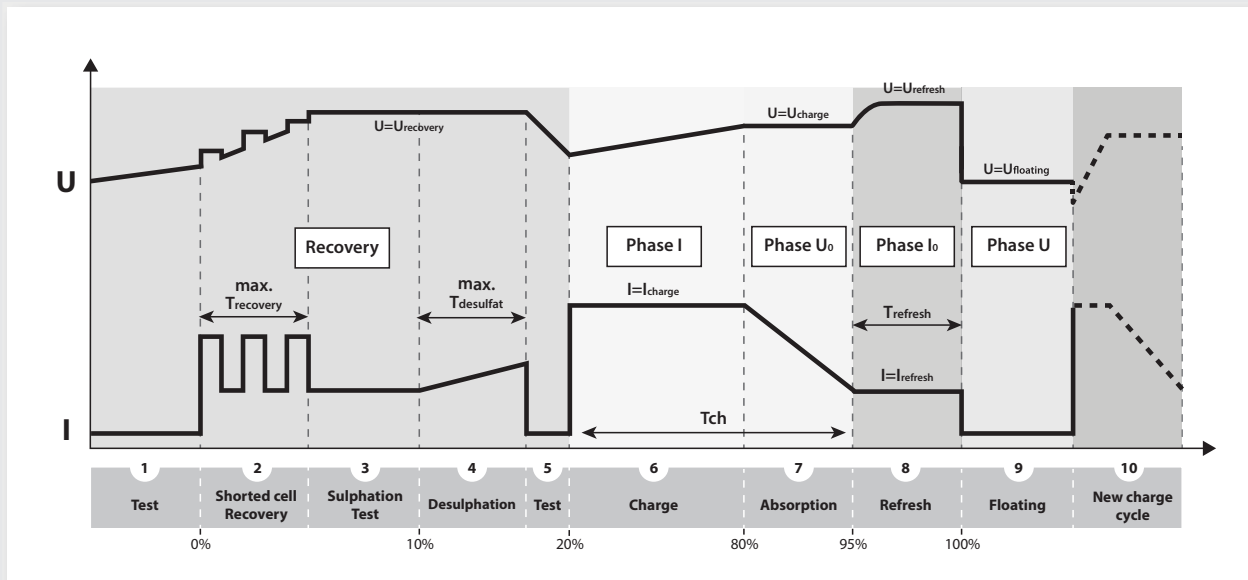 U=Urefresh
U=Ucharge
U=Urecovery
U
U=Ufloating
Recovery
Phase I
Phase U0
Phase I0
Phase U
max.
Trecovery
max.
Tdesulfat
I=Icharge
Trefresh
I=Irefresh
Tch
I
1
2
3
4
5
6
7
8
9
10
Test
Shorted cell
Recovery
Sulphation
Test
Desulphation
Test
Charge
Absorption
Refresh
Floating
New charge
cycle
0%
10%
20%
80%
95%
100%